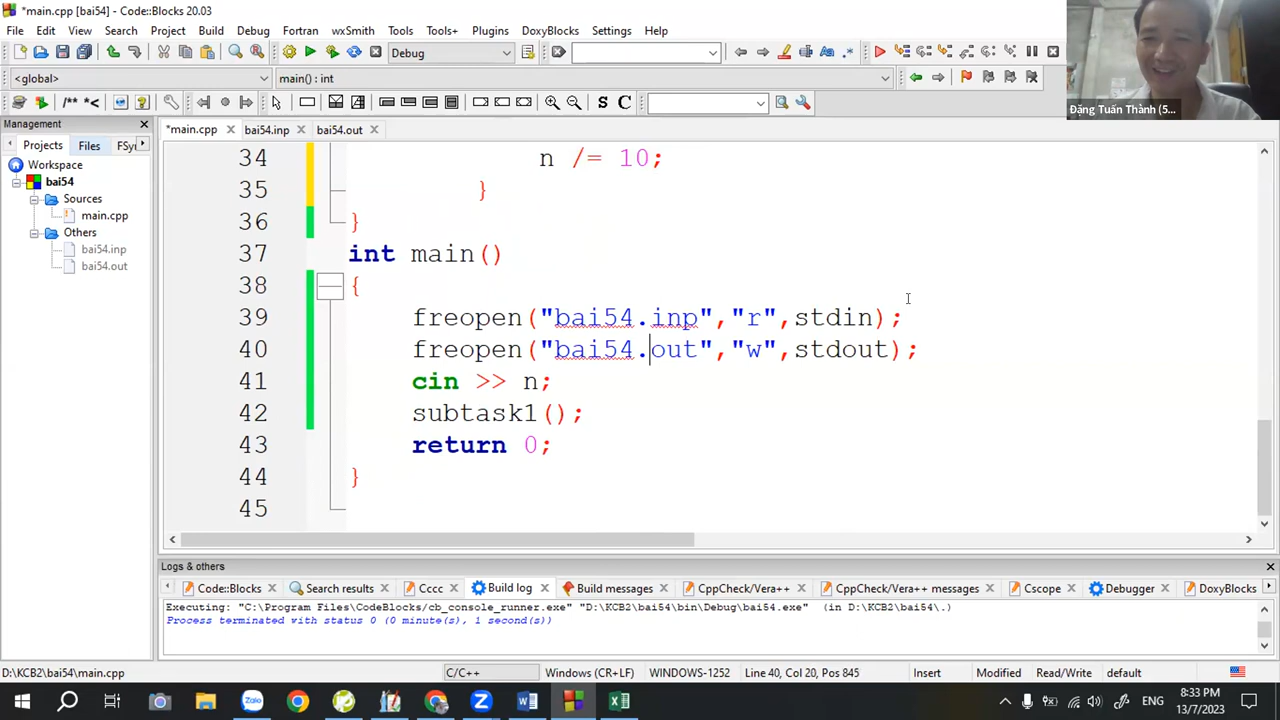 *main.cpp [bai54] - Code::Blocks 20.03
File Edit View Search Project Build Debug Fortran wxSmith Tools Tools+ Plugins DoxyBlocks Settings Help
Debug
<global> main() : int
/** *< S C
Management
Projects Files FSy
*main.cpp bai54.inp bai54.out
Workspace
bai54
Sources
main.cpp
Others
bai54.inp
bai54.out
34 n /= 10;
35 }
36 }
37 int main()
38 {
39 freopen("bai54.inp","r",stdin);
40 freopen("bai54.out","w",stdout);
41 cin >> n;
42 subtask1();
43 return 0;
44 }
45
Đặng Tuấn Thành (5...
Logs & others
Code::Blocks Search results Cccc Build log Build messages CppCheck/Vera++ CppCheck/Vera++ messages Cscope Debugger DoxyBlocks
Executing: "C:\Program Files\CodeBlocks/cb_console_runner.exe" "D:\KCB2\bai54\bin\Debug\bai54.exe" (in D:\KCB2\bai54\.)
Process terminated with status 0 (0 minute(s), 1 second(s))
D:\KCB2\bai54\main.cpp C/C++ Windows (CR+LF) WINDOWS-1252 Line 40, Col 20, Pos 845 Insert Modified Read/Write default
Zalo
ENG
8:33 PM
13/7/2023